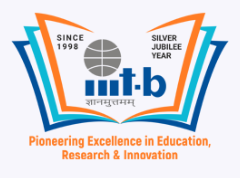 SINCE
1998
SILVER
JUBILEE
YEAR
iiit-b
ज्ञानमुत्तमम्
Pioneering Excellence in Education,
Research & Innovation